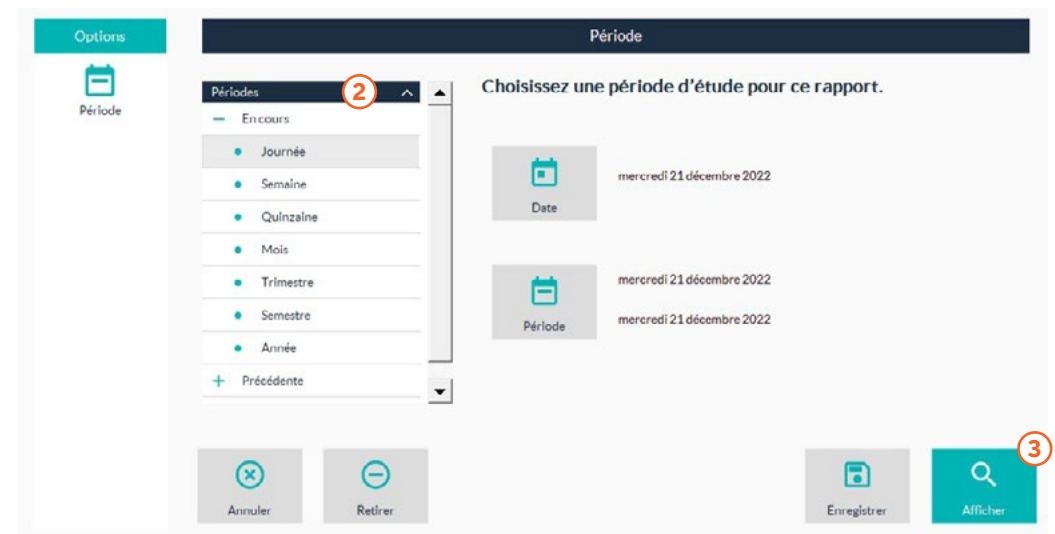 Options
Période
Période
Périodes
2
En cours
Journée
Semaine
Quinzaine
Mois
Trimestre
Semestre
Année
Précédente
Choisissez une période d'étude pour ce rapport.
Date
mercredi 21 décembre 2022
Période
mercredi 21 décembre 2022
mercredi 21 décembre 2022
Annuler
Retirer
Enregistrer
3
Afficher